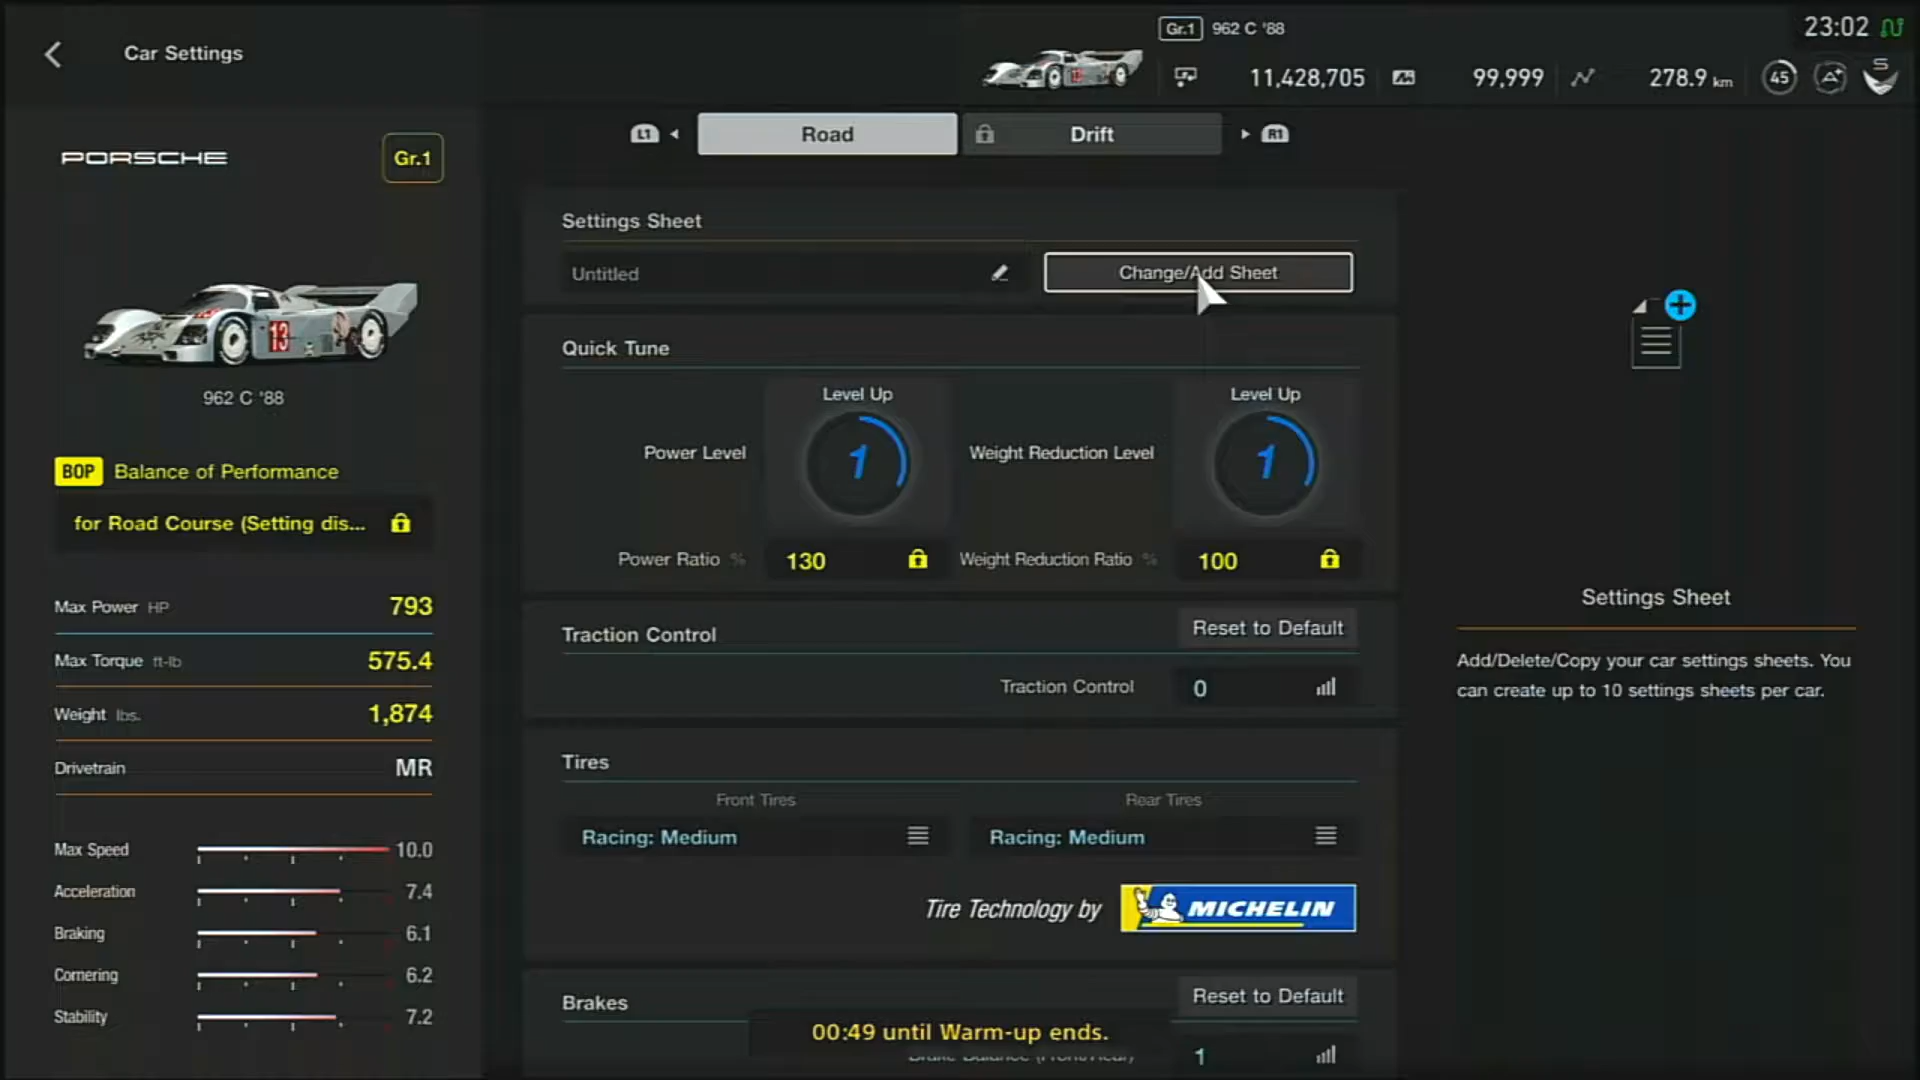 Car Settings
Gr.1 962 C '88
23:02
11,428,705
99,999
278.9 km
45
A+
S
L1 Road Drift R1
PORSCHE
Gr.1
13
962 C '88
BOP Balance of Performance
for Road Course (Setting dis...
Max Power HP 793
Max Torque ft-lb 575.4
Weight lbs. 1,874
Drivetrain MR
Max Speed 10.0
Acceleration 7.4
Braking 6.1
Cornering 6.2
Stability 7.2
Settings Sheet
Untitled
Change/Add Sheet
Quick Tune
Level Up
Level Up
Power Level 1
Weight Reduction Level 1
Power Ratio % 130
Weight Reduction Ratio % 100
Traction Control
Reset to Default
Traction Control 0
Tires
Front Tires
Rear Tires
Racing: Medium
Racing: Medium
Tire Technology by MICHELIN
Brakes
Reset to Default
Brake Balance (Front/Rear) 1
00:49 until Warm-up ends.
Settings Sheet
Add/Delete/Copy your car settings sheets. You
can create up to 10 settings sheets per car.